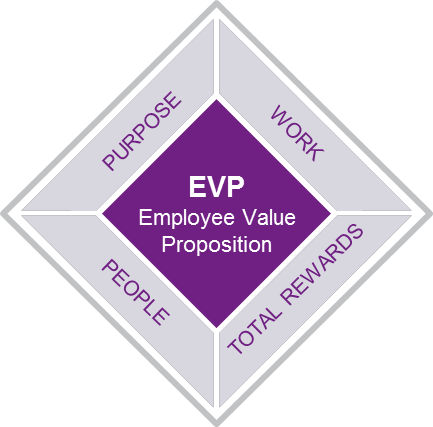 PURPOSE
WORK
EVP
Employee Value
Proposition
PEOPLE
TOTAL REWARDS